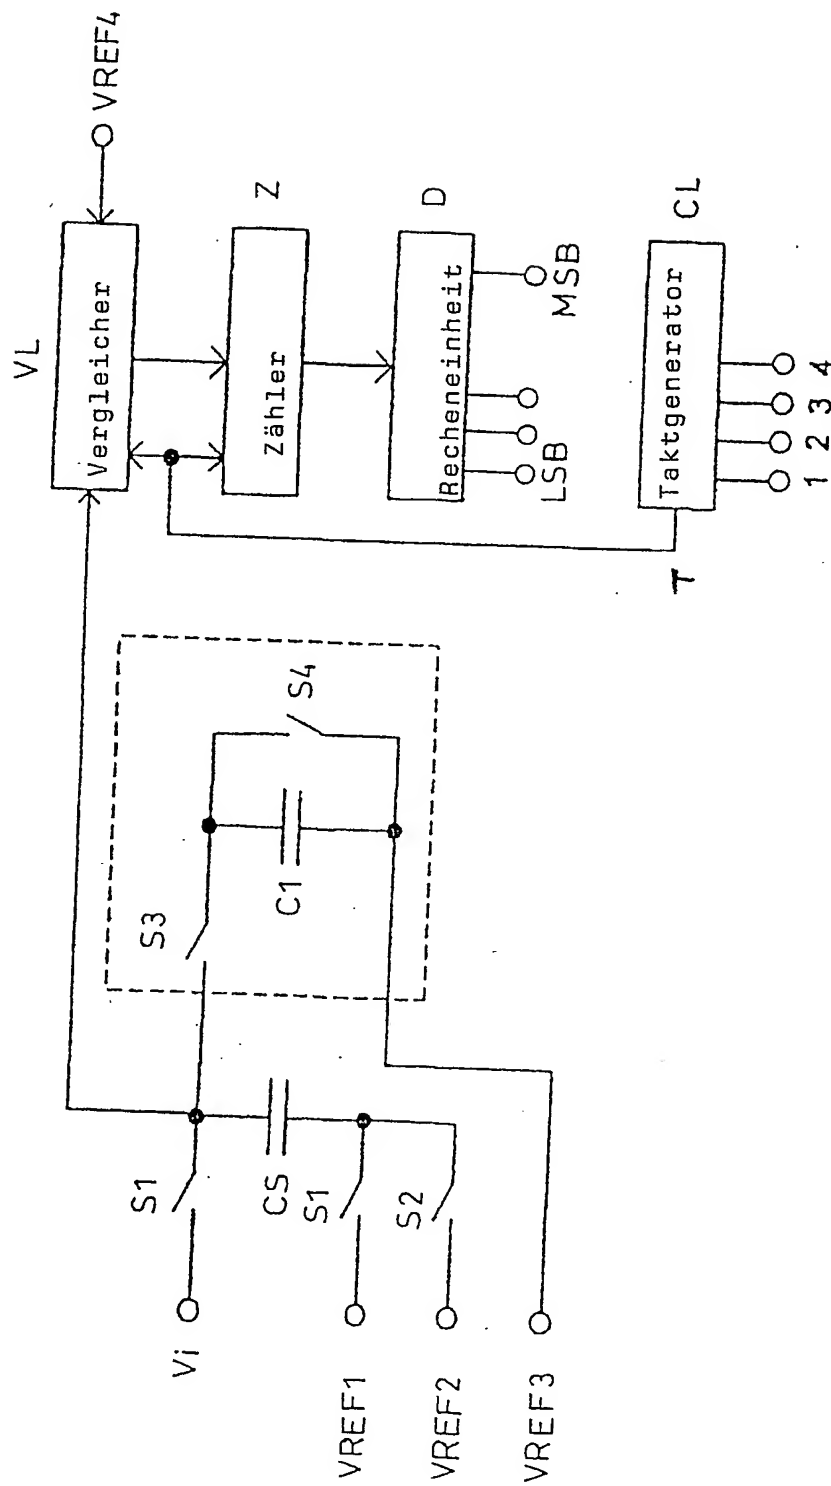 VL
Vergleicher
VREF4
Z
Zähler
D
Recheneinheit
LSB
MSB
CL
Taktgenerator
T
1 2 3 4
S3
S4
C1
S1
Vi
CS
S1
VREF1
S2
VREF2
VREF3